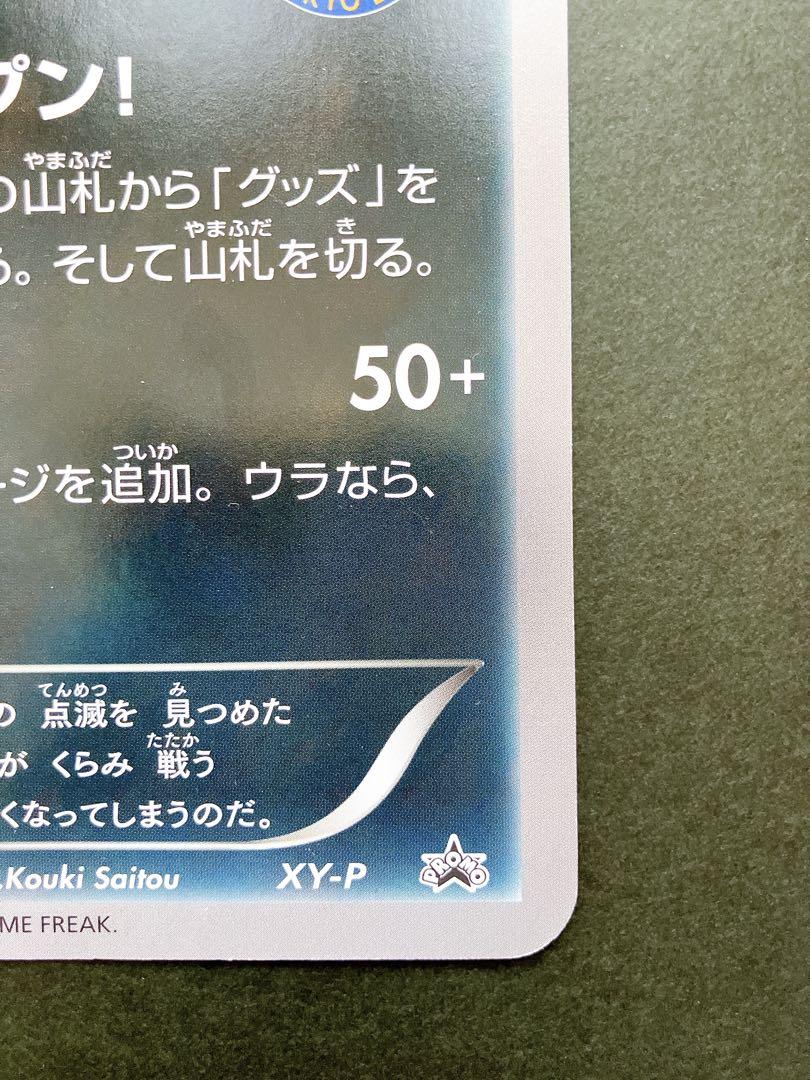 プン!
の山札から「グッズ」を
る。そして山札を切る。
50+
ージを追加。ウラなら、
の 点滅を 見つめた
が くらみ 戦う
くなってしまうのだ。
.Kouki Saitou XY-P PROMO
ME FREAK.